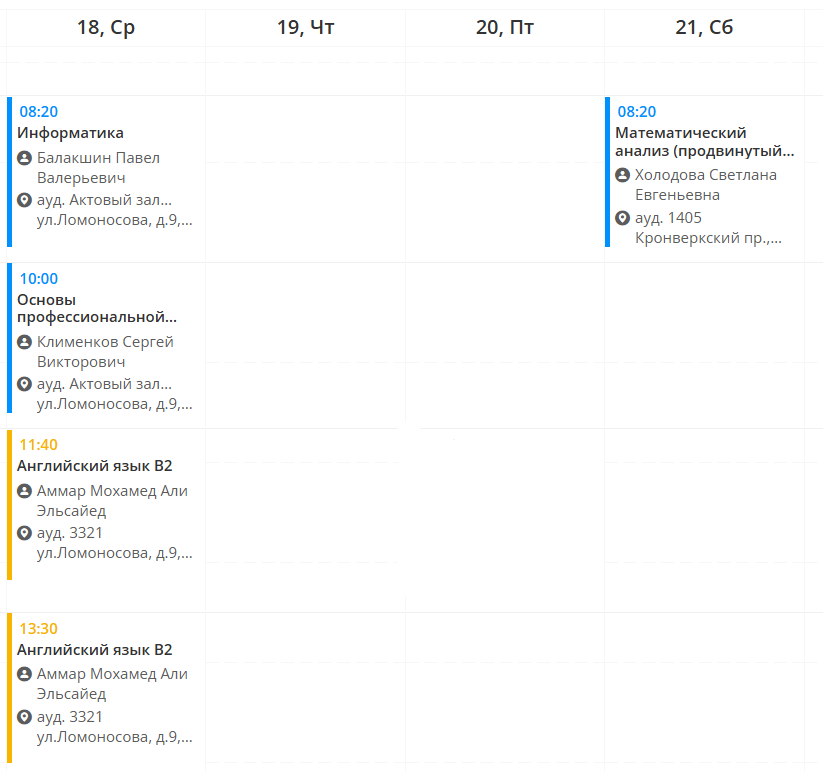 18, Ср
19, Чт
20, Пт
21, Сб
08:20
Информатика
Балакшин Павел
Валерьевич
ауд. Актовый зал...
ул.Ломоносова, д.9,...
10:00
Основы
профессиональной...
Клименков Сергей
Викторович
ауд. Актовый зал...
ул.Ломоносова, д.9,...
11:40
Английский язык B2
Аммар Мохамед Али
Эльсайед
ауд. 3321
ул.Ломоносова, д.9,...
13:30
Английский язык B2
Аммар Мохамед Али
Эльсайед
ауд. 3321
ул.Ломоносова, д.9,...
08:20
Математический
анализ (продвинутый...
Холодова Светлана
Евгеньевна
ауд. 1405
Кронверкский пр.,...